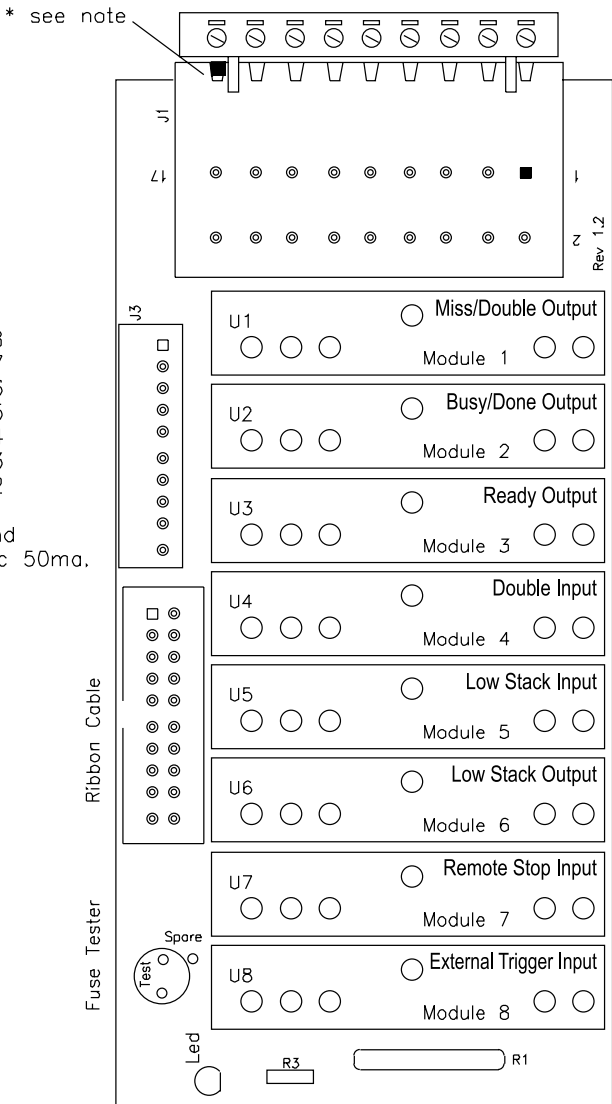 * see note
J1
17
1
2
Rev 1.2
J3
U1
Miss/Double Output
Module 1
U2
Busy/Done Output
Module 2
U3
Ready Output
Module 3
nd
c 50ma.
U4
Double Input
Module 4
U5
Low Stack Input
Module 5
Ribbon Cable
U6
Low Stack Output
Module 6
U7
Remote Stop Input
Module 7
Fuse Tester
Spare
Test
U8
External Trigger Input
Module 8
Led
R3
R1